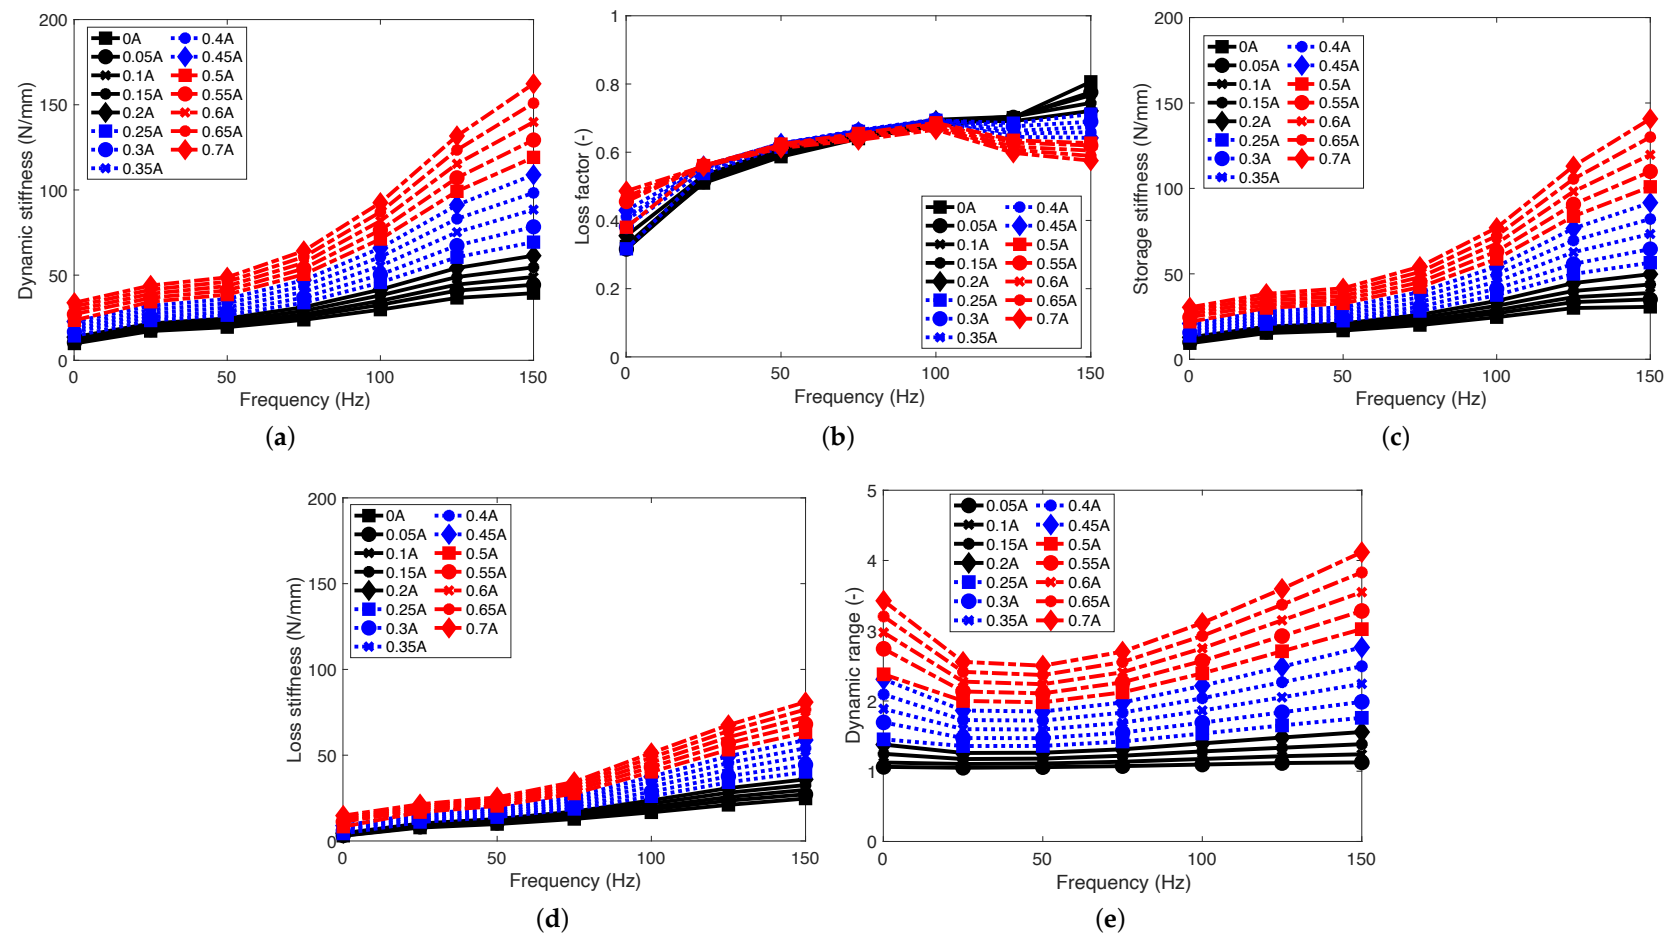 Dynamic stiffness (N/mm)
200
150
100
50
0
0A
0.05A
0.1A
0.15A
0.2A
0.25A
0.3A
0.35A
0.4A
0.45A
0.5A
0.55A
0.6A
0.65A
0.7A
0 50 100 150
Frequency (Hz)
(a)
Loss factor (-)
1
0.8
0.6
0.4
0.2
0
0A
0.05A
0.1A
0.15A
0.2A
0.25A
0.3A
0.35A
0.4A
0.45A
0.5A
0.55A
0.6A
0.65A
0.7A
0 50 100 150
Frequency (Hz)
(b)
Storage stiffness (N/mm)
200
150
100
50
0
0A
0.05A
0.1A
0.15A
0.2A
0.25A
0.3A
0.35A
0.4A
0.45A
0.5A
0.55A
0.6A
0.65A
0.7A
0 50 100 150
Frequency (Hz)
(c)
Loss stiffness (N/mm)
200
150
100
50
0
0A
0.05A
0.1A
0.15A
0.2A
0.25A
0.3A
0.35A
0.4A
0.45A
0.5A
0.55A
0.6A
0.65A
0.7A
0 50 100 150
Frequency (Hz)
(d)
Dynamic range (-)
5
4
3
2
1
0
0.05A
0.1A
0.15A
0.2A
0.25A
0.3A
0.35A
0.4A
0.45A
0.5A
0.55A
0.6A
0.65A
0.7A
0 50 100 150
Frequency (Hz)
(e)